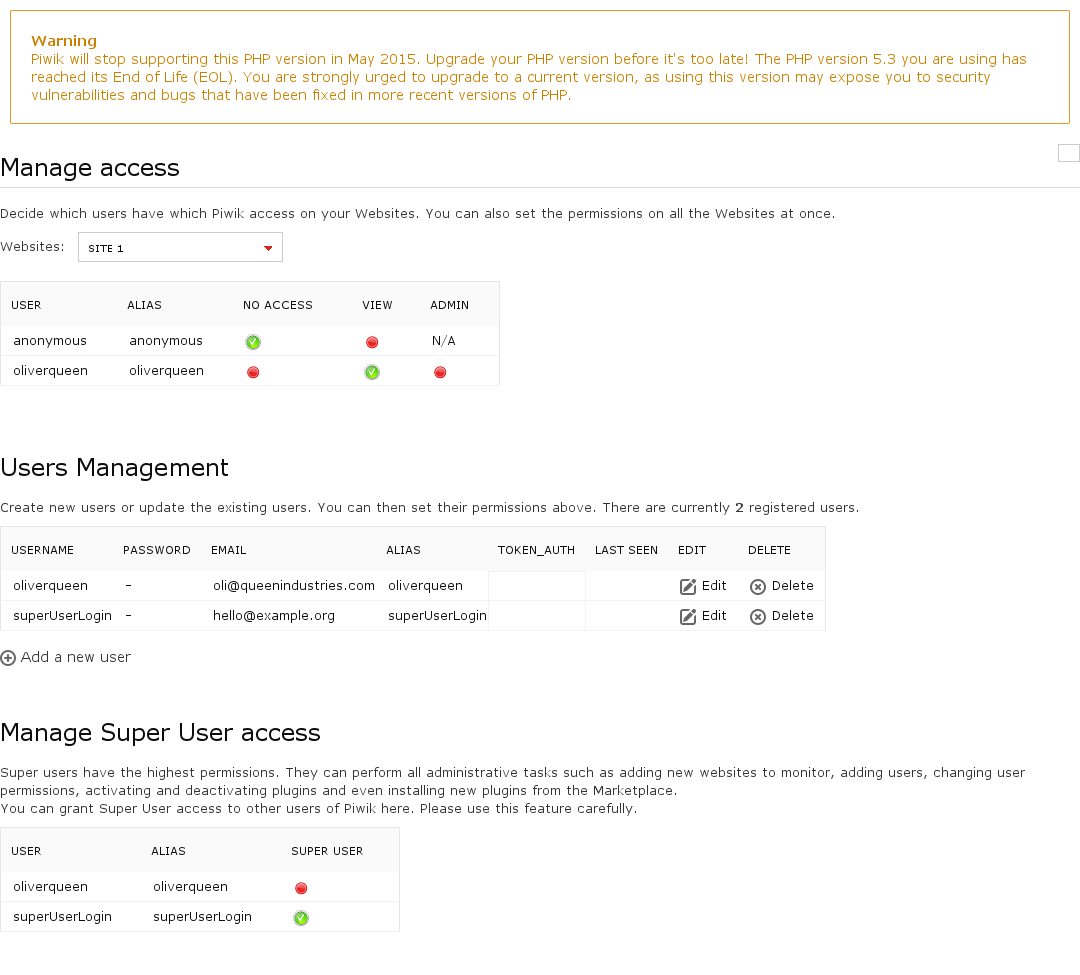 Warning
Piwik will stop supporting this PHP version in May 2015. Upgrade your PHP version before it's too late! The PHP version 5.3 you are using has
reached its End of Life (EOL). You are strongly urged to upgrade to a current version, as using this version may expose you to security
vulnerabilities and bugs that have been fixed in more recent versions of PHP.
Manage access
Decide which users have which Piwik access on your Websites. You can also set the permissions on all the Websites at once.
Websites: SITE 1
USER ALIAS NO ACCESS VIEW ADMIN
anonymous anonymous N/A
oliverqueen oliverqueen
Users Management
Create new users or update the existing users. You can then set their permissions above. There are currently 2 registered users.
USERNAME PASSWORD EMAIL ALIAS TOKEN_AUTH LAST SEEN EDIT DELETE
oliverqueen - oli@queenindustries.com oliverqueen Edit Delete
superUserLogin - hello@example.org superUserLogin Edit Delete
Add a new user
Manage Super User access
Super users have the highest permissions. They can perform all administrative tasks such as adding new websites to monitor, adding users, changing user
permissions, activating and deactivating plugins and even installing new plugins from the Marketplace.
You can grant Super User access to other users of Piwik here. Please use this feature carefully.
USER ALIAS SUPER USER
oliverqueen oliverqueen
superUserLogin superUserLogin